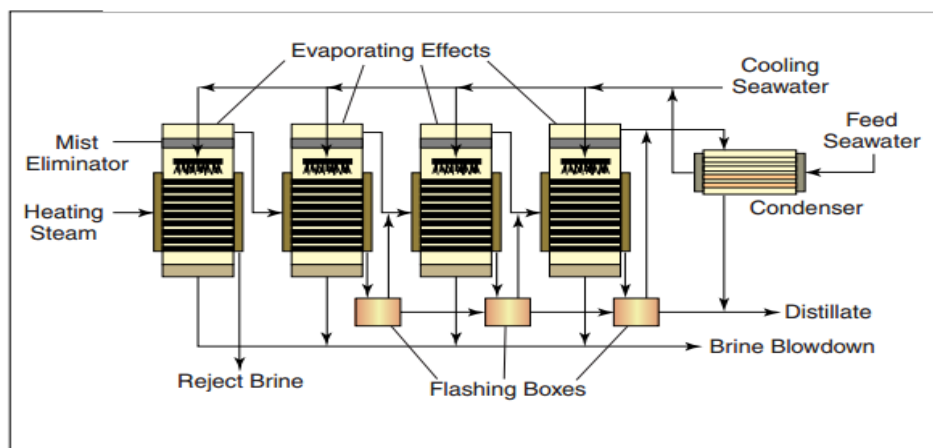 Evaporating Effects
Cooling
Seawater
Feed
Seawater
Mist
Eliminator
Heating
Steam
Condenser
Distillate
Brine Blowdown
Reject Brine
Flashing Boxes